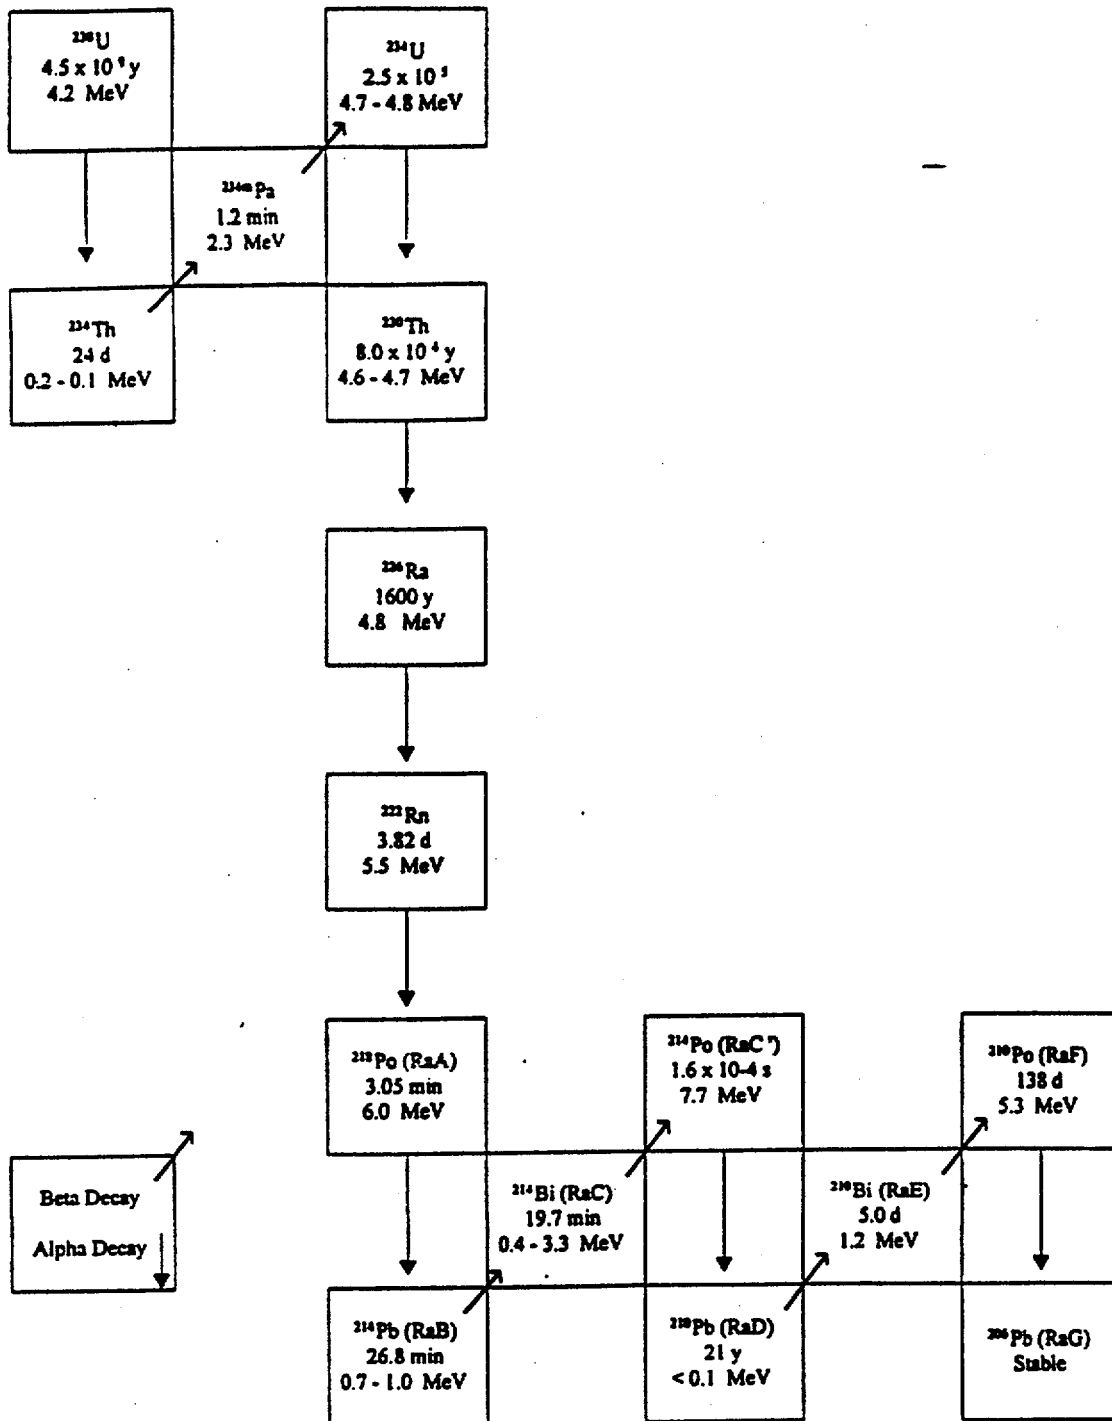 ²³⁸U
4.5 x 10⁹ y
4.2 MeV
²³⁴U
2.5 x 10⁵
4.7 - 4.8 MeV
²³⁴ᵐPa
1.2 min
2.3 MeV
²³⁴Th
24 d
0.2 - 0.1 MeV
²³⁰Th
8.0 x 10⁴ y
4.6 - 4.7 MeV
²²⁶Ra
1600 y
4.8 MeV
²²²Rn
3.82 d
5.5 MeV
²¹⁸Po (RaA)
3.05 min
6.0 MeV
²¹⁴Po (RaC')
1.6 x 10-4 s
7.7 MeV
²¹⁰Po (RaF)
138 d
5.3 MeV
Beta Decay
Alpha Decay
²¹⁴Bi (RaC)
19.7 min
0.4 - 3.3 MeV
²¹⁰Bi (RaE)
5.0 d
1.2 MeV
²¹⁴Pb (RaB)
26.8 min
0.7 - 1.0 MeV
²¹⁰Pb (RaD)
21 y
< 0.1 MeV
²⁰⁶Pb (RaG)
Stable